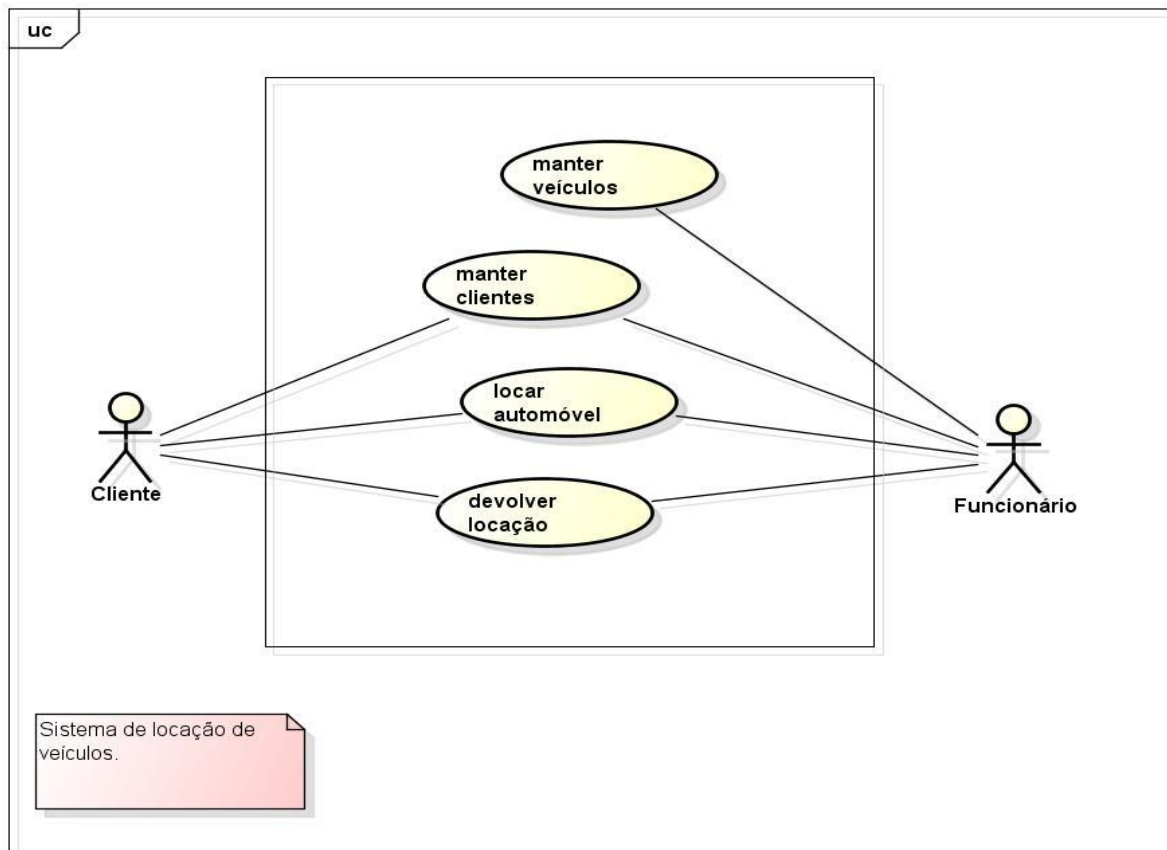 uc
manter
veículos
manter
clientes
locar
automóvel
devolver
locação
Cliente
Funcionário
Sistema de locação de
veículos.